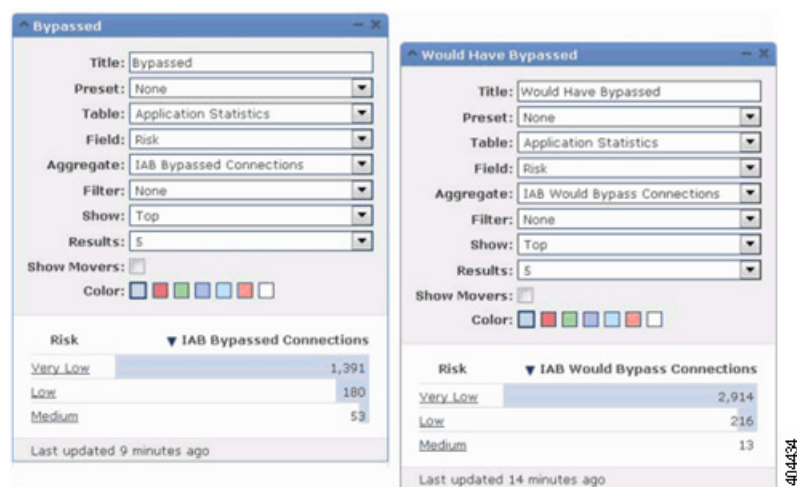 Bypassed
Title: Bypassed
Preset: None
Table: Application Statistics
Field: Risk
Aggregate: IAB Bypassed Connections
Filter: None
Show: Top
Results: 5
Show Movers:
Color:
Risk IAB Bypassed Connections
Very Low 1,391
Low 180
Medium 53
Last updated 9 minutes ago
Would Have Bypassed
Title: Would Have Bypassed
Preset: None
Table: Application Statistics
Field: Risk
Aggregate: IAB Would Bypass Connections
Filter: None
Show: Top
Results: 5
Show Movers:
Color:
Risk IAB Would Bypass Connections
Very Low 2,914
Low 216
Medium 13
Last updated 14 minutes ago
404434